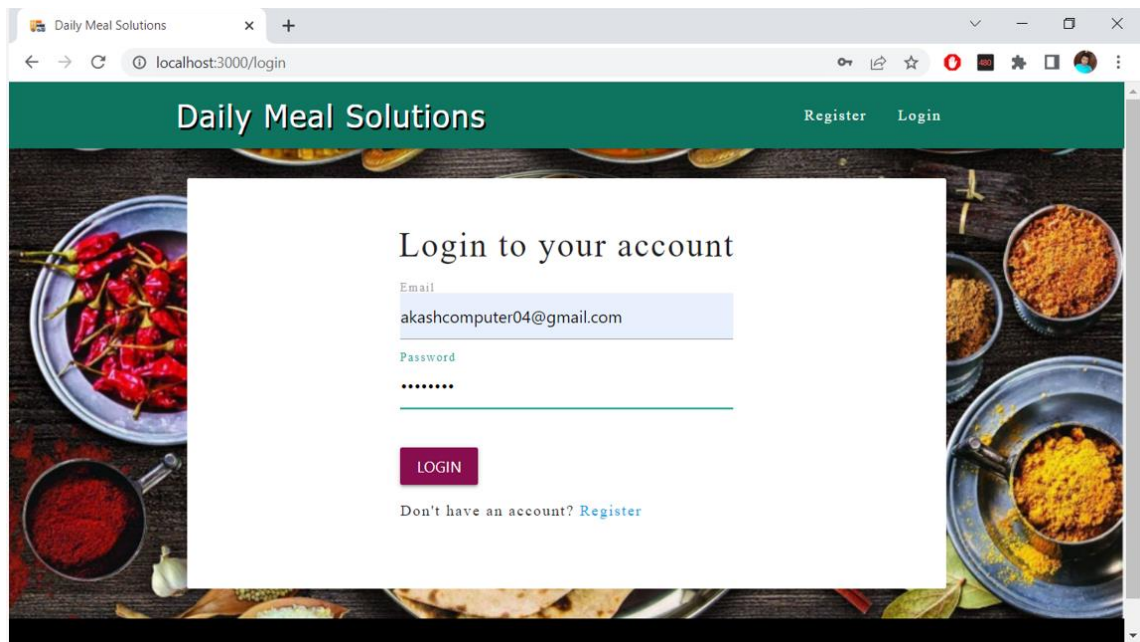 Daily Meal Solutions
localhost:3000/login
480
Daily Meal Solutions
Register Login
Login to your account
Email
akashcomputer04@gmail.com
Password
LOGIN
Don't have an account? Register